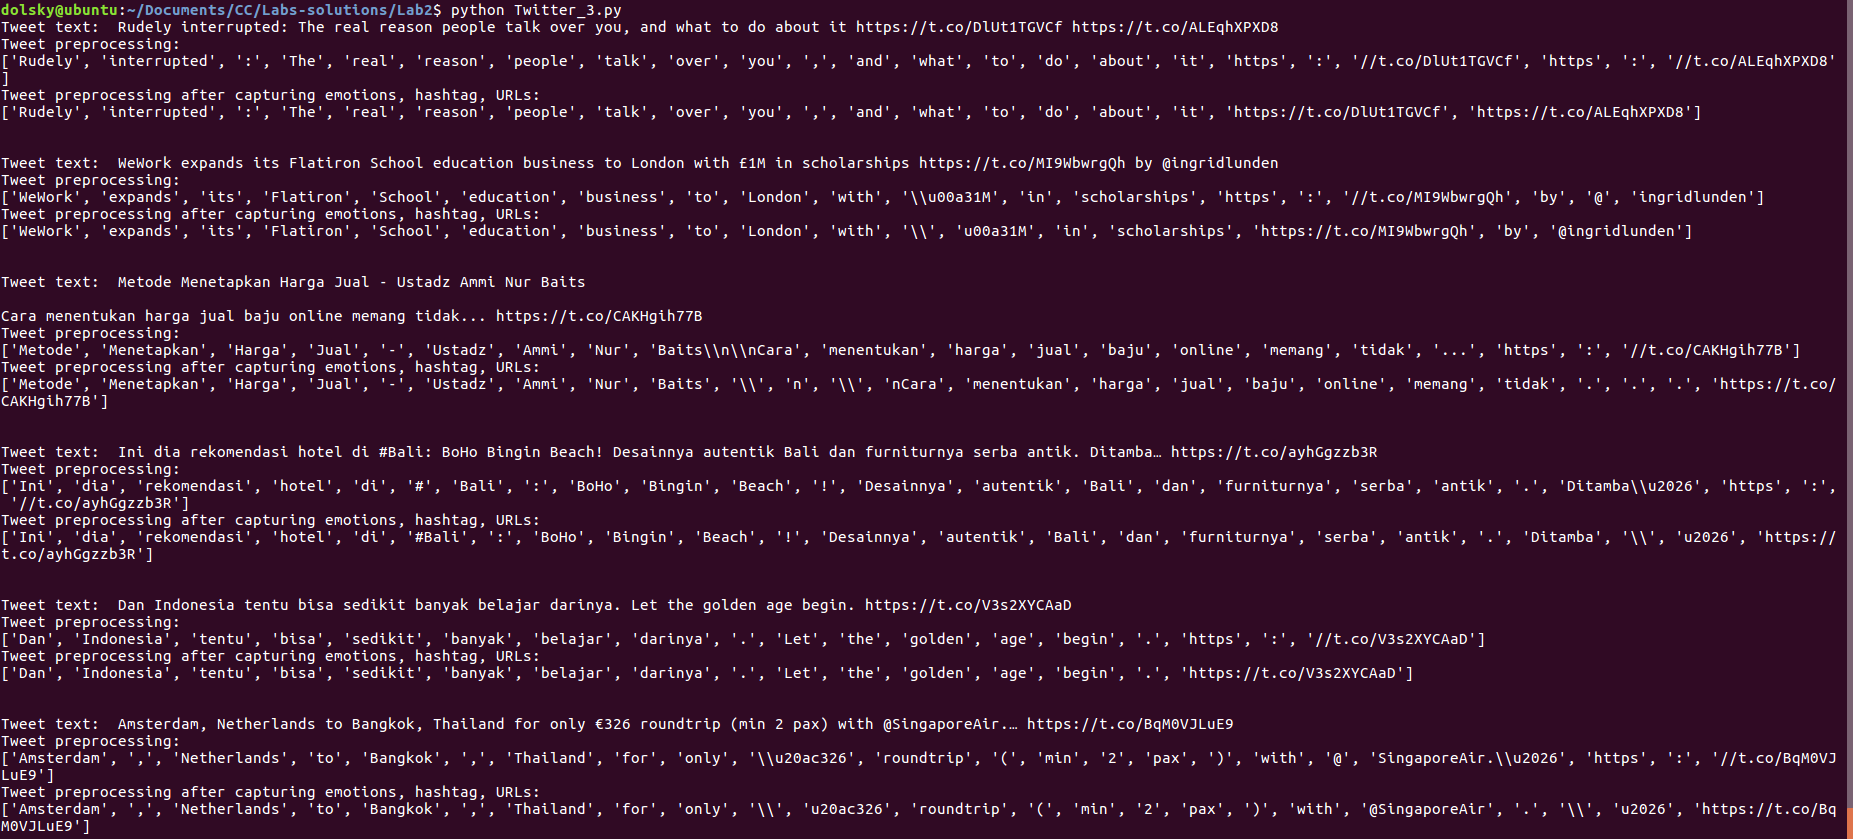 dolsky@ubuntu:~/Documents/CC/Labs-solutions/Lab2$ python Twitter_3.py
Tweet text:  Rudely interrupted: The real reason people talk over you, and what to do about it https://t.co/DlUt1TGVCf https://t.co/ALEqhXPXD8
Tweet preprocessing:
['Rudely', 'interrupted', ':', 'The', 'real', 'reason', 'people', 'talk', 'over', 'you', ',', 'and', 'what', 'to', 'do', 'about', 'it', 'https', ':', '//t.co/DlUt1TGVCf', 'https', ':', '//t.co/ALEqhXPXD8'
]
Tweet preprocessing after capturing emotions, hashtag, URLs:
['Rudely', 'interrupted', ':', 'The', 'real', 'reason', 'people', 'talk', 'over', 'you', ',', 'and', 'what', 'to', 'do', 'about', 'it', 'https://t.co/DlUt1TGVCf', 'https://t.co/ALEqhXPXD8']
Tweet text:  WeWork expands its Flatiron School education business to London with £1M in scholarships https://t.co/MI9WbwrgQh by @ingridlunden
Tweet preprocessing:
['WeWork', 'expands', 'its', 'Flatiron', 'School', 'education', 'business', 'to', 'London', 'with', '\\u00a31M', 'in', 'scholarships', 'https', ':', '//t.co/MI9WbwrgQh', 'by', '@', 'ingridlunden']
Tweet preprocessing after capturing emotions, hashtag, URLs:
['WeWork', 'expands', 'its', 'Flatiron', 'School', 'education', 'business', 'to', 'London', 'with', '\\', 'u00a31M', 'in', 'scholarships', 'https://t.co/MI9WbwrgQh', 'by', '@ingridlunden']
Tweet text:  Metode Menetapkan Harga Jual - Ustadz Ammi Nur Baits
Cara menentukan harga jual baju online memang tidak... https://t.co/CAKHgih77B
Tweet preprocessing:
['Metode', 'Menetapkan', 'Harga', 'Jual', '-', 'Ustadz', 'Ammi', 'Nur', 'Baits\\n\\nCara', 'menentukan', 'harga', 'jual', 'baju', 'online', 'memang', 'tidak', '...', 'https', ':', '//t.co/CAKHgih77B']
Tweet preprocessing after capturing emotions, hashtag, URLs:
['Metode', 'Menetapkan', 'Harga', 'Jual', '-', 'Ustadz', 'Ammi', 'Nur', 'Baits', '\\', 'n', '\\', 'nCara', 'menentukan', 'harga', 'jual', 'baju', 'online', 'memang', 'tidak', '.', '.', '.', 'https://t.co/
CAKHgih77B']
Tweet text:  Ini dia rekomendasi hotel di #Bali: BoHo Bingin Beach! Desainnya autentik Bali dan furniturnya serba antik. Ditamba… https://t.co/ayhGgzzb3R
Tweet preprocessing:
['Ini', 'dia', 'rekomendasi', 'hotel', 'di', '#', 'Bali', ':', 'BoHo', 'Bingin', 'Beach', '!', 'Desainnya', 'autentik', 'Bali', 'dan', 'furniturnya', 'serba', 'antik', '.', 'Ditamba\\u2026', 'https', ':',
 '//t.co/ayhGgzzb3R']
Tweet preprocessing after capturing emotions, hashtag, URLs:
['Ini', 'dia', 'rekomendasi', 'hotel', 'di', '#Bali', ':', 'BoHo', 'Bingin', 'Beach', '!', 'Desainnya', 'autentik', 'Bali', 'dan', 'furniturnya', 'serba', 'antik', '.', 'Ditamba', '\\', 'u2026', 'https://
t.co/ayhGgzzb3R']
Tweet text:  Dan Indonesia tentu bisa sedikit banyak belajar darinya. Let the golden age begin. https://t.co/V3s2XYCAaD
Tweet preprocessing:
['Dan', 'Indonesia', 'tentu', 'bisa', 'sedikit', 'banyak', 'belajar', 'darinya', '.', 'Let', 'the', 'golden', 'age', 'begin', '.', 'https', ':', '//t.co/V3s2XYCAaD']
Tweet preprocessing after capturing emotions, hashtag, URLs:
['Dan', 'Indonesia', 'tentu', 'bisa', 'sedikit', 'banyak', 'belajar', 'darinya', '.', 'Let', 'the', 'golden', 'age', 'begin', '.', 'https://t.co/V3s2XYCAaD']
Tweet text:  Amsterdam, Netherlands to Bangkok, Thailand for only €326 roundtrip (min 2 pax) with @SingaporeAir.… https://t.co/BqM0VJLuE9
Tweet preprocessing:
['Amsterdam', ',', 'Netherlands', 'to', 'Bangkok', ',', 'Thailand', 'for', 'only', '\\u20ac326', 'roundtrip', '(', 'min', '2', 'pax', ')', 'with', '@', 'SingaporeAir.\\u2026', 'https', ':', '//t.co/BqM0VJ
LuE9']
Tweet preprocessing after capturing emotions, hashtag, URLs:
['Amsterdam', ',', 'Netherlands', 'to', 'Bangkok', ',', 'Thailand', 'for', 'only', '\\', 'u20ac326', 'roundtrip', '(', 'min', '2', 'pax', ')', 'with', '@SingaporeAir', '.', '\\', 'u2026', 'https://t.co/Bq
M0VJLuE9']